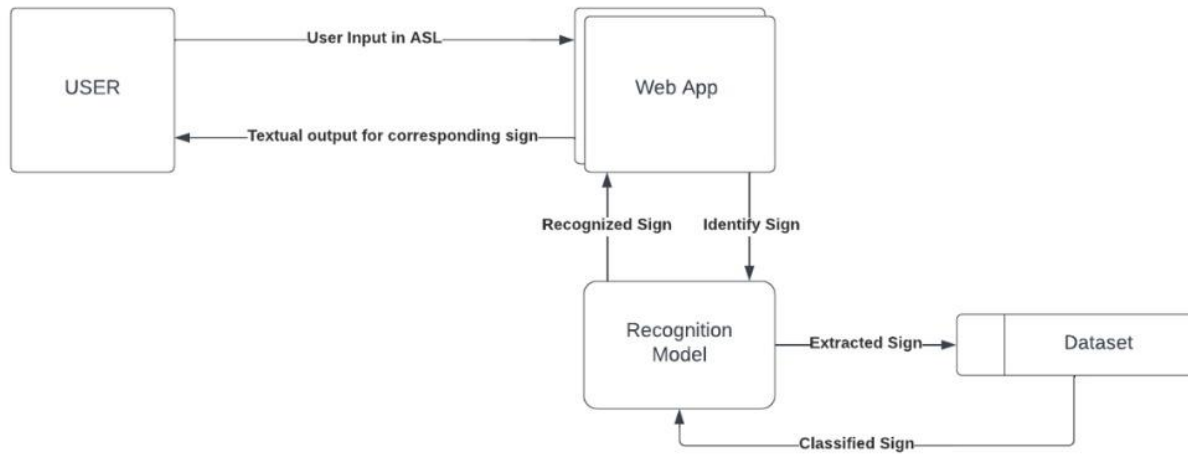 User Input in ASL
USER
Web App
Textual output for corresponding sign
Recognized Sign
Identify Sign
Recognition
Model
Extracted Sign
Dataset
Classified Sign